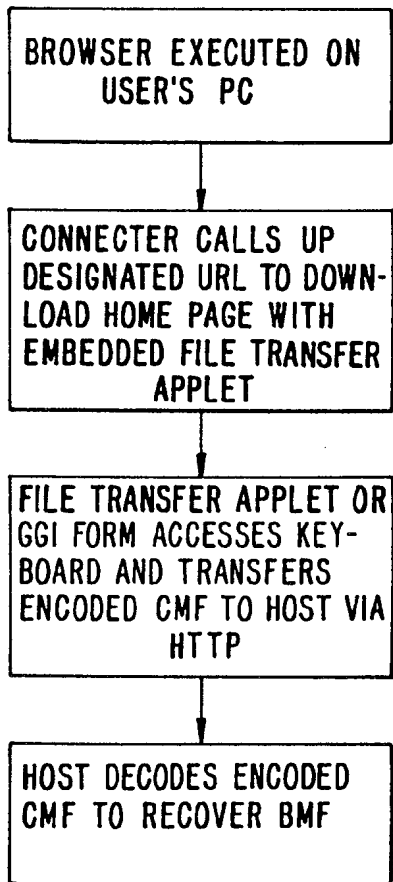 BROWSER EXECUTED ON
USER'S PC
CONNECTER CALLS UP
DESIGNATED URL TO DOWN-
LOAD HOME PAGE WITH
EMBEDDED FILE TRANSFER
APPLET
FILE TRANSFER APPLET OR
GGI FORM ACCESSES KEY-
BOARD AND TRANSFERS
ENCODED CMF TO HOST VIA
HTTP
HOST DECODES ENCODED
CMF TO RECOVER BMF